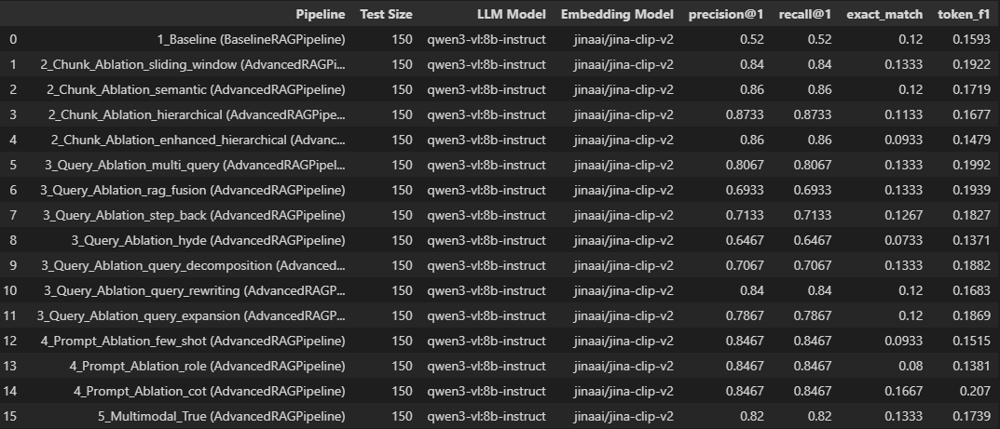 Pipeline Test Size LLM Model Embedding Model precision@1 recall@1 exact_match token_f1
0 1_Baseline (BaselineRAGPipeline) 150 qwen3-vl:8b-instruct jinaai/jina-clip-v2 0.52 0.52 0.12 0.1593
1 2_Chunk_Ablation_sliding_window (AdvancedRAGPi... 150 qwen3-vl:8b-instruct jinaai/jina-clip-v2 0.84 0.84 0.1333 0.1922
2 2_Chunk_Ablation_semantic (AdvancedRAGPipeline) 150 qwen3-vl:8b-instruct jinaai/jina-clip-v2 0.86 0.86 0.12 0.1719
3 2_Chunk_Ablation_hierarchical (AdvancedRAGPipe... 150 qwen3-vl:8b-instruct jinaai/jina-clip-v2 0.8733 0.8733 0.1133 0.1677
4 2_Chunk_Ablation_enhanced_hierarchical (Advanc... 150 qwen3-vl:8b-instruct jinaai/jina-clip-v2 0.86 0.86 0.0933 0.1479
5 3_Query_Ablation_multi_query (AdvancedRAGPipel... 150 qwen3-vl:8b-instruct jinaai/jina-clip-v2 0.8067 0.8067 0.1333 0.1992
6 3_Query_Ablation_rag_fusion (AdvancedRAGPipeline) 150 qwen3-vl:8b-instruct jinaai/jina-clip-v2 0.6933 0.6933 0.1333 0.1939
7 3_Query_Ablation_step_back (AdvancedRAGPipeline) 150 qwen3-vl:8b-instruct jinaai/jina-clip-v2 0.7133 0.7133 0.1267 0.1827
8 3_Query_Ablation_hyde (AdvancedRAGPipeline) 150 qwen3-vl:8b-instruct jinaai/jina-clip-v2 0.6467 0.6467 0.0733 0.1371
9 3_Query_Ablation_query_decomposition (Advanced... 150 qwen3-vl:8b-instruct jinaai/jina-clip-v2 0.7067 0.7067 0.1333 0.1882
10 3_Query_Ablation_query_rewriting (AdvancedRAGP... 150 qwen3-vl:8b-instruct jinaai/jina-clip-v2 0.84 0.84 0.12 0.1683
11 3_Query_Ablation_query_expansion (AdvancedRAGP... 150 qwen3-vl:8b-instruct jinaai/jina-clip-v2 0.7867 0.7867 0.12 0.1869
12 4_Prompt_Ablation_few_shot (AdvancedRAGPipeline) 150 qwen3-vl:8b-instruct jinaai/jina-clip-v2 0.8467 0.8467 0.0933 0.1515
13 4_Prompt_Ablation_role (AdvancedRAGPipeline) 150 qwen3-vl:8b-instruct jinaai/jina-clip-v2 0.8467 0.8467 0.08 0.1381
14 4_Prompt_Ablation_cot (AdvancedRAGPipeline) 150 qwen3-vl:8b-instruct jinaai/jina-clip-v2 0.8467 0.8467 0.1667 0.207
15 5_Multimodal_True (AdvancedRAGPipeline) 150 qwen3-vl:8b-instruct jinaai/jina-clip-v2 0.82 0.82 0.1333 0.1739